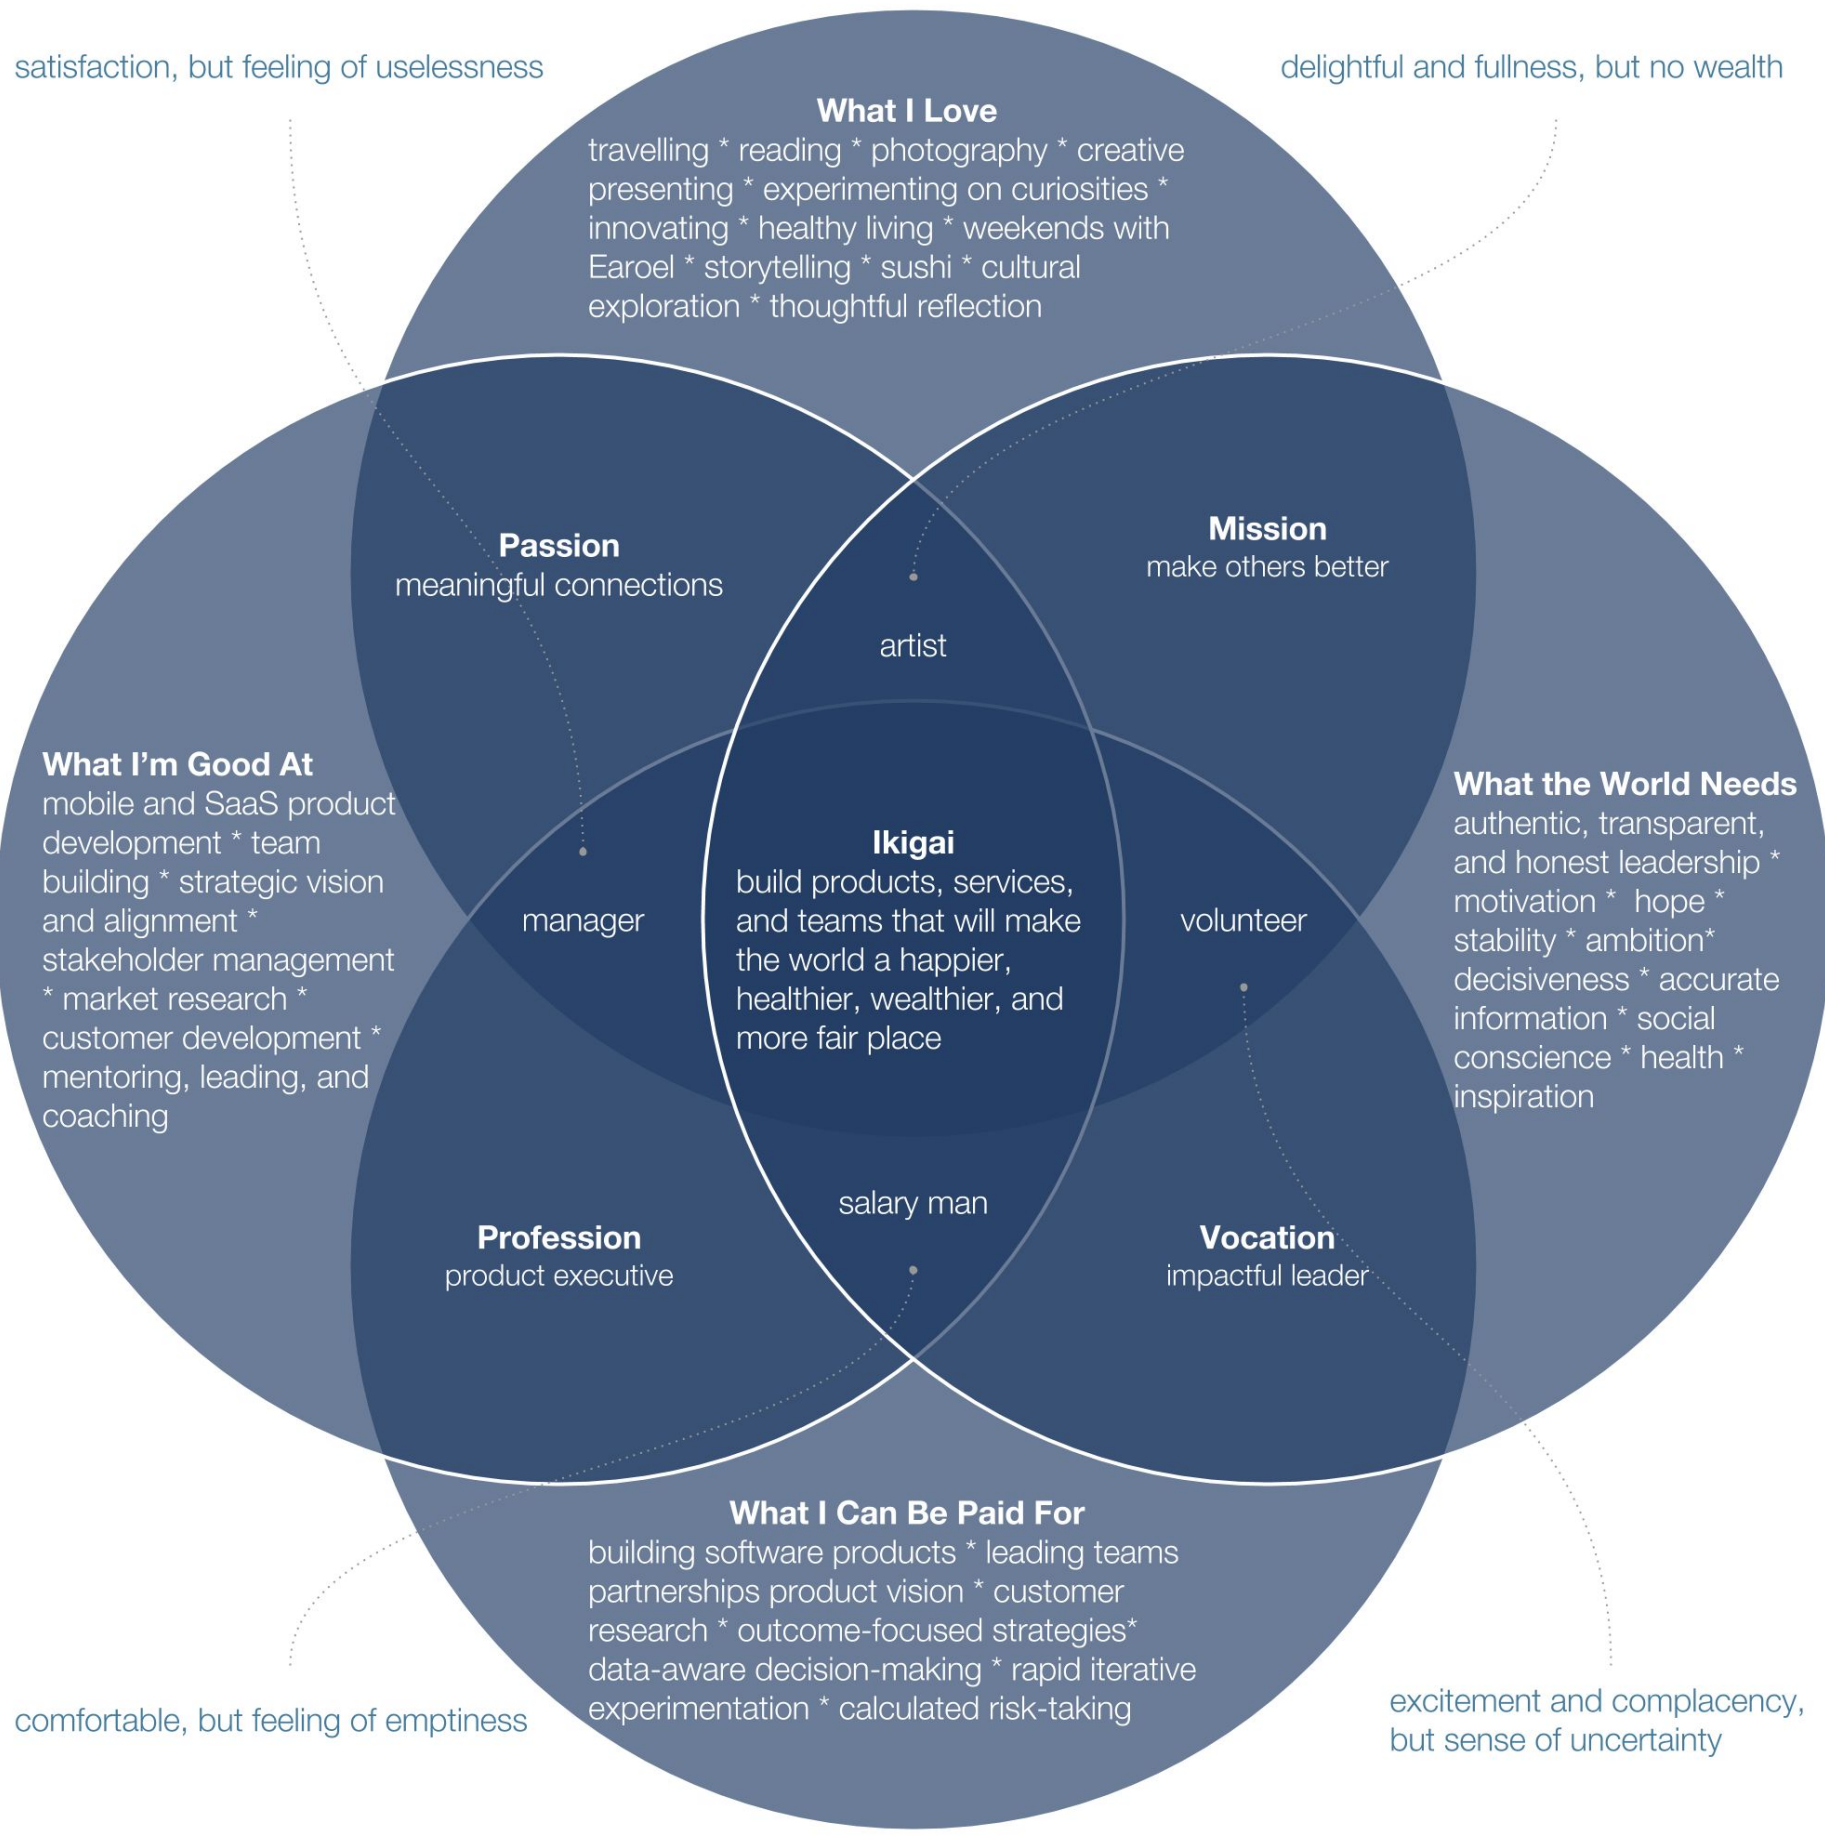 satisfaction, but feeling of uselessness
delightful and fullness, but no wealth
What I Love
travelling * reading * photography * creative
presenting * experimenting on curiosities *
innovating * healthy living * weekends with
Earoel * storytelling * sushi * cultural
exploration * thoughtful reflection
Passion
meaningful connections
Mission
make others better
artist
What I'm Good At
mobile and SaaS product
development * team
building * strategic vision
and alignment *
stakeholder management
* market research *
customer development *
mentoring, leading, and
coaching
manager
Ikigai
build products, services,
and teams that will make
the world a happier,
healthier, wealthier, and
more fair place
volunteer
What the World Needs
authentic, transparent,
and honest leadership *
motivation *  hope *
stability * ambition*
decisiveness * accurate
information * social
conscience * health *
inspiration
salary man
Profession
product executive
Vocation
impactful leader
What I Can Be Paid For
building software products * leading teams
partnerships product vision * customer
research * outcome-focused strategies*
data-aware decision-making * rapid iterative
experimentation * calculated risk-taking
comfortable, but feeling of emptiness
excitement and complacency,
but sense of uncertainty